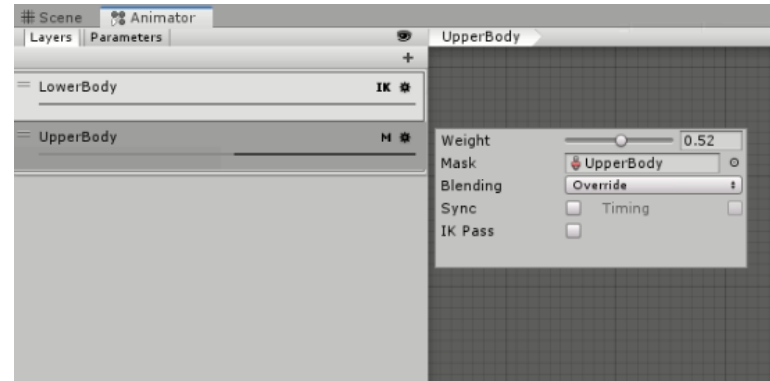 Scene Animator
Layers Parameters UpperBody
+
LowerBody IK
UpperBody M
Weight 0.52
Mask UpperBody
Blending Override
Sync Timing
IK Pass